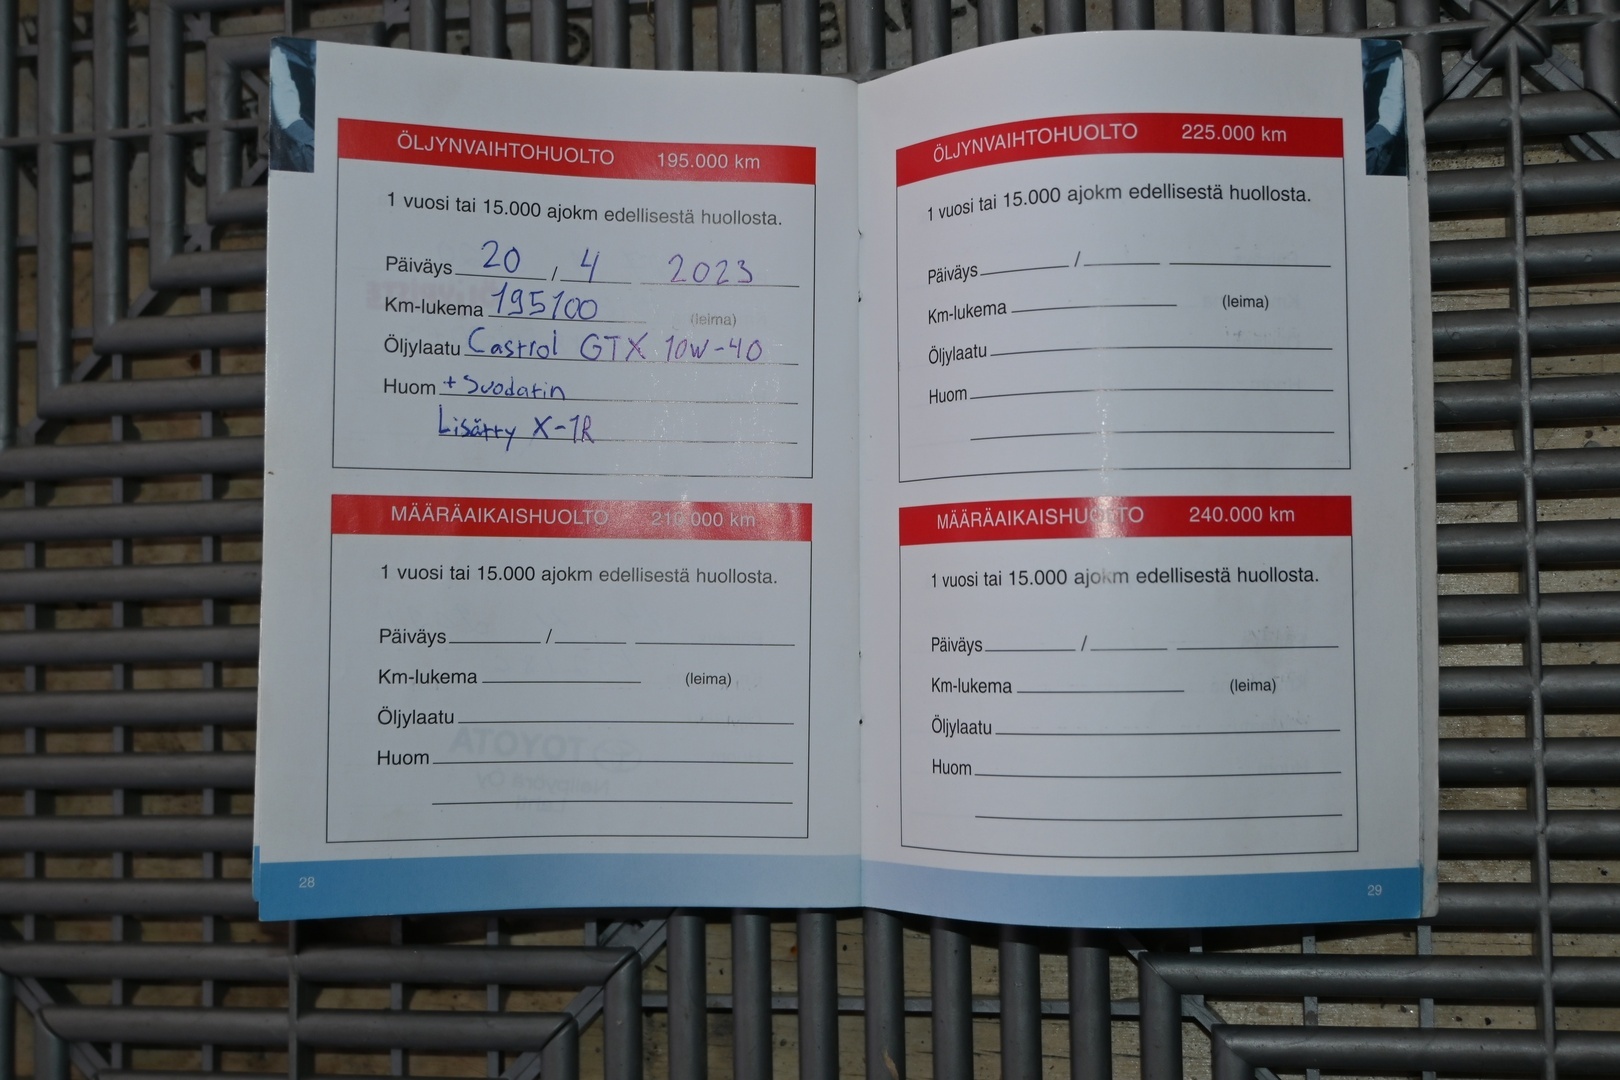 ÖLJYNVAIHTOHUOLTO 195.000 km
1 vuosi tai 15.000 ajokm edellisestä huollosta.
Päiväys 20 / 4 2023
Km-lukema 195100 (leima)
Öljylaatu Castrol GTX 10W-40
Huom + Suodatin
Lisätty X-1R
MÄÄRÄAIKAISHUOLTO 210.000 km
1 vuosi tai 15.000 ajokm edellisestä huollosta.
Päiväys / 
Km-lukema (leima)
Öljylaatu
Huom
TOYOTA
Nelipyörä Oy
28
ÖLJYNVAIHTOHUOLTO 225.000 km
1 vuosi tai 15.000 ajokm edellisestä huollosta.
Päiväys /
Km-lukema (leima)
Öljylaatu
Huom
MÄÄRÄAIKAISHUOLTO 240.000 km
1 vuosi tai 15.000 ajokm edellisestä huollosta.
Päiväys /
Km-lukema (leima)
Öljylaatu
Huom
29